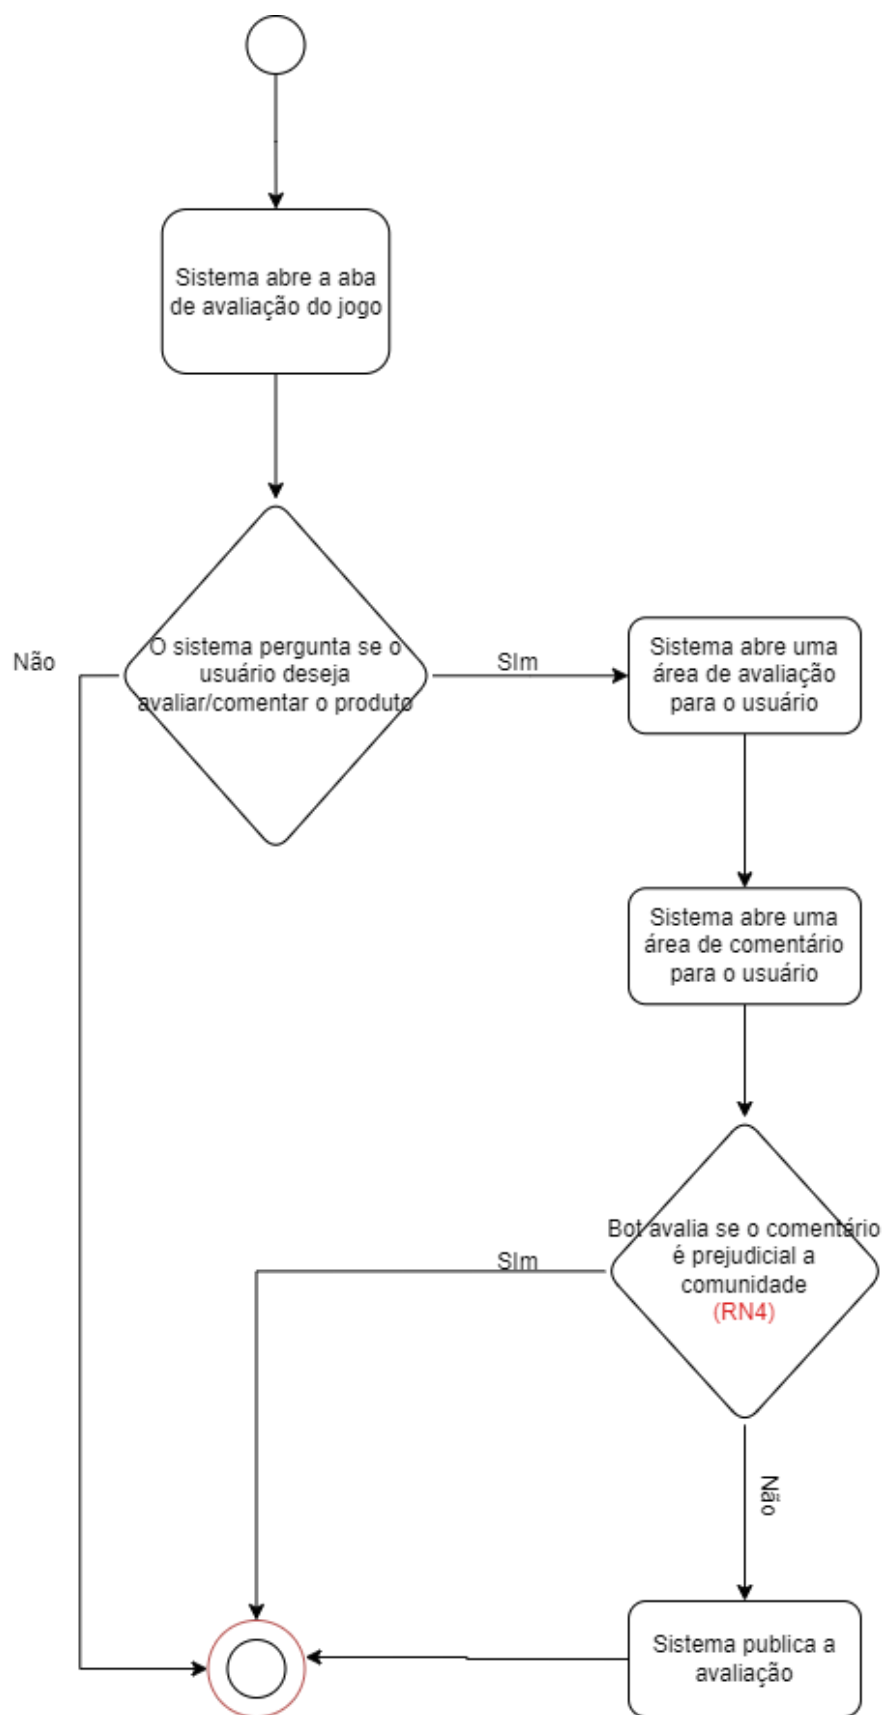 Sistema abre a aba
de avaliação do jogo
O sistema pergunta se o
usuário deseja
avaliar/comentar o produto
Não
SIm
Sistema abre uma
área de avaliação
para o usuário
Sistema abre uma
área de comentário
para o usuário
Bot avalia se o comentário
é prejudicial a
comunidade
(RN4)
SIm
Não
Sistema publica a
avaliação